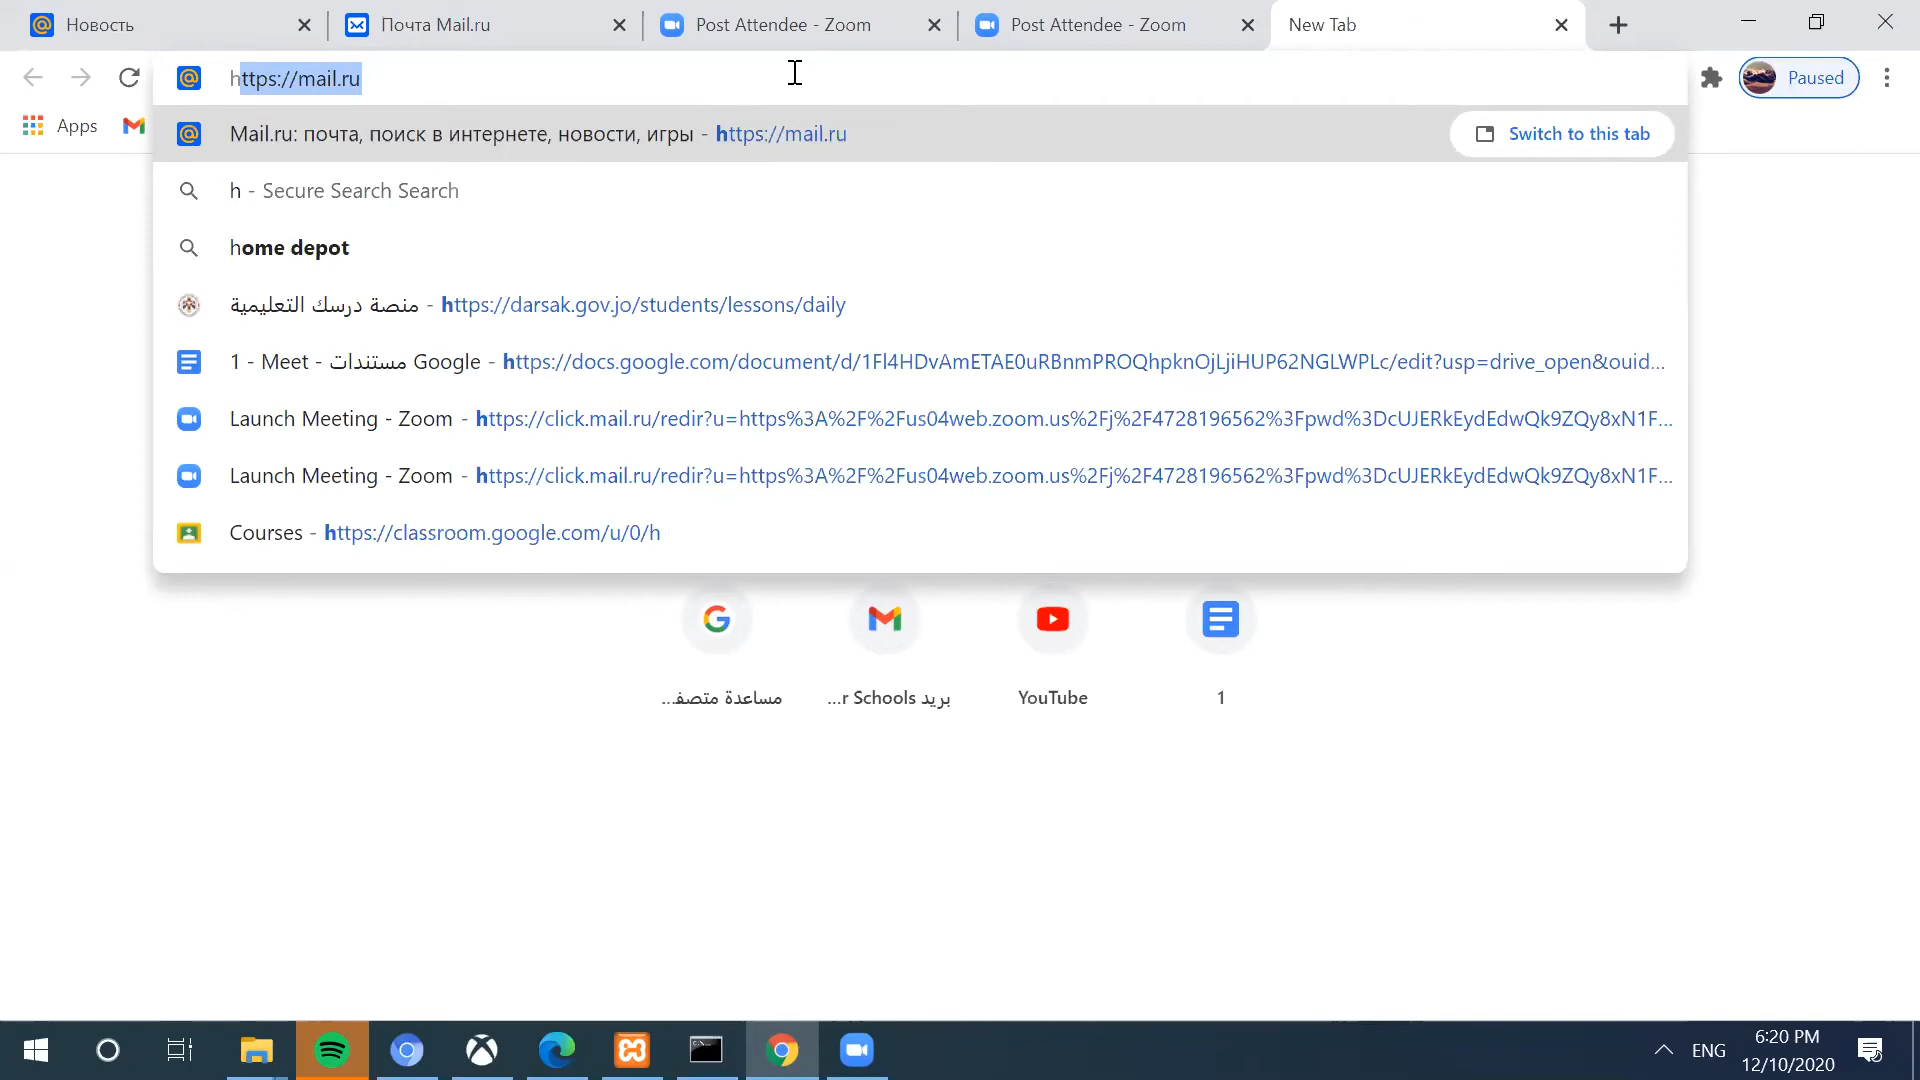 Новость
Почта Mail.ru
Post Attendee - Zoom
Post Attendee - Zoom
New Tab
https://mail.ru
Paused
Apps
Mail.ru: почта, поиск в интернете, новости, игры - https://mail.ru
Switch to this tab
h - Secure Search Search
home depot
منصة درسك التعليمية - https://darsak.gov.jo/students/lessons/daily
1 - Meet - مستندات Google - https://docs.google.com/document/d/1Fl4HDvAmETAE0uRBnmPROQhpknOjLjiHUP62NGLWPLc/edit?usp=drive_open&ouid...
Launch Meeting - Zoom - https://click.mail.ru/redir?u=https%3A%2F%2Fus04web.zoom.us%2Fj%2F4728196562%3Fpwd%3DcUJERkEydEdwQk9ZQy8xN1F...
Launch Meeting - Zoom - https://click.mail.ru/redir?u=https%3A%2F%2Fus04web.zoom.us%2Fj%2F4728196562%3Fpwd%3DcUJERkEydEdwQk9ZQy8xN1F...
Courses - https://classroom.google.com/u/0/h
مساعدة متصف...
بريد r Schools...
YouTube
1
ENG
6:20 PM
12/10/2020